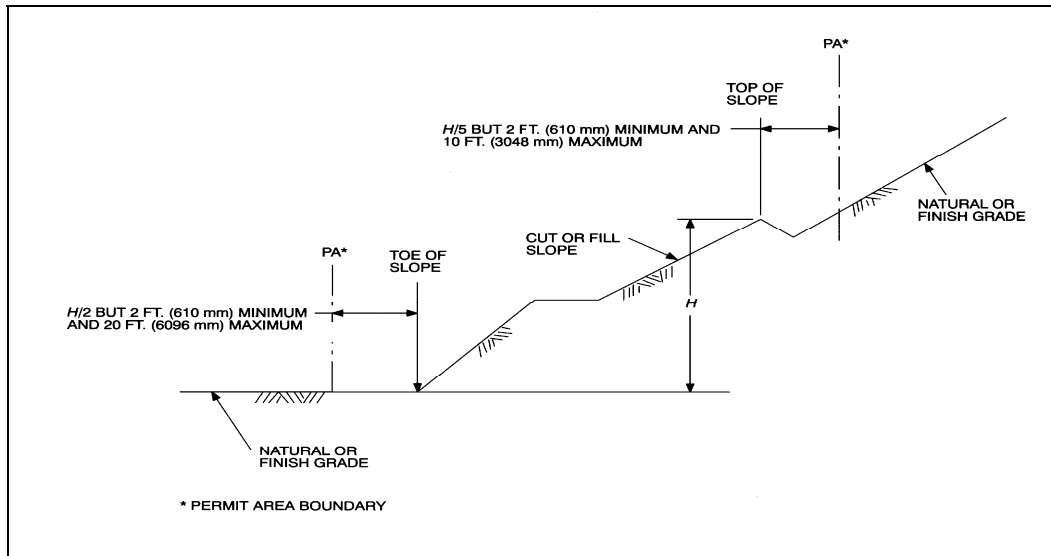 PA*
TOP OF
SLOPE
H/5 BUT 2 FT. (610 mm) MINIMUM AND
10 FT. (3048 mm) MAXIMUM
NATURAL OR
FINISH GRADE
CUT OR FILL
SLOPE
PA*
TOE OF
SLOPE
H
H/2 BUT 2 FT. (610 mm) MINIMUM
AND 20 FT. (6096 mm) MAXIMUM
NATURAL OR
FINISH GRADE
* PERMIT AREA BOUNDARY